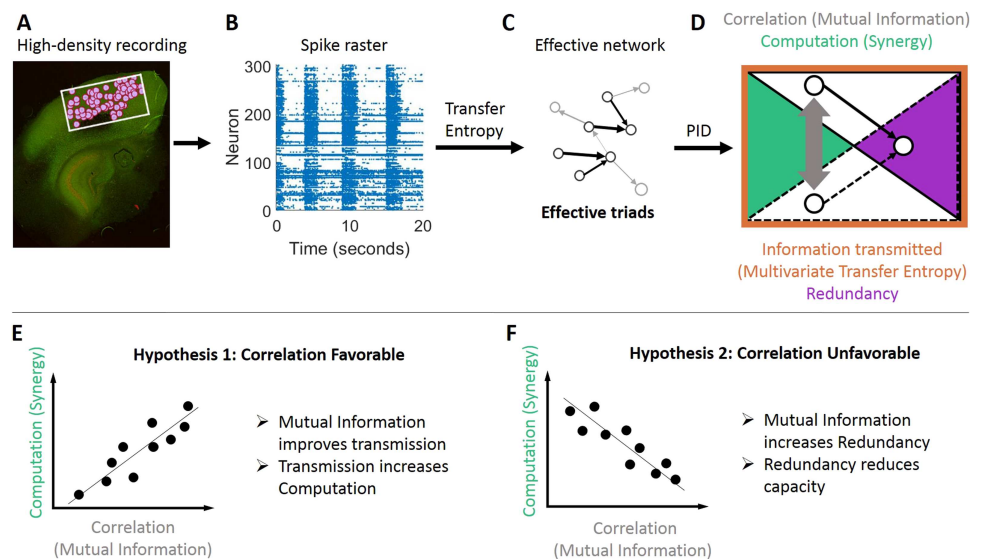 A
High-density recording
B
Spike raster
300
200
100
0
Neuron
0
10
20
Time (seconds)
Transfer
Entropy
C
Effective network
Effective triads
PID
D
Correlation (Mutual Information)
Computation (Synergy)
Information transmitted
(Multivariate Transfer Entropy)
Redundancy
E
Hypothesis 1: Correlation Favorable
Computation (Synergy)
Correlation
(Mutual Information)
➢ Mutual Information
improves transmission
➢ Transmission increases
Computation
F
Hypothesis 2: Correlation Unfavorable
Computation (Synergy)
Correlation
(Mutual Information)
➢ Mutual Information
increases Redundancy
➢ Redundancy reduces
capacity